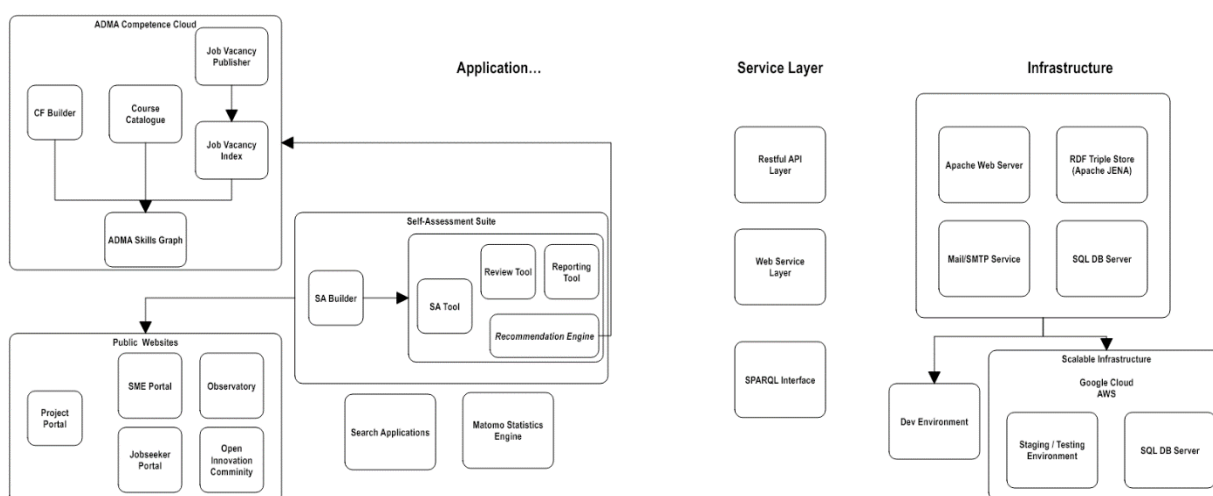 ADMA Competence Cloud
Job Vacancy
Publisher
CF Builder
Course
Catalogue
Job Vacancy
Index
ADMA Skills Graph
Application…
Service Layer
Infrastructure
Self-Assessment Suite
SA Builder
SA Tool
Review Tool
Reporting
Tool
Recommendation Engine
Public Websites
Project
Portal
SME Portal
Observatory
Jobseeker
Portal
Open
Innovation
Comminity
Search Applications
Matomo Statistics
Engine
Restful API
Layer
Web Service
Layer
SPARQL Interface
Apache Web Server
RDF Triple Store
(Apache JENA)
Mail/SMTP Service
SQL DB Server
Dev Environment
Scalable Infrastructure
Google Cloud
AWS
Staging / Testing
Environment
SQL DB Server